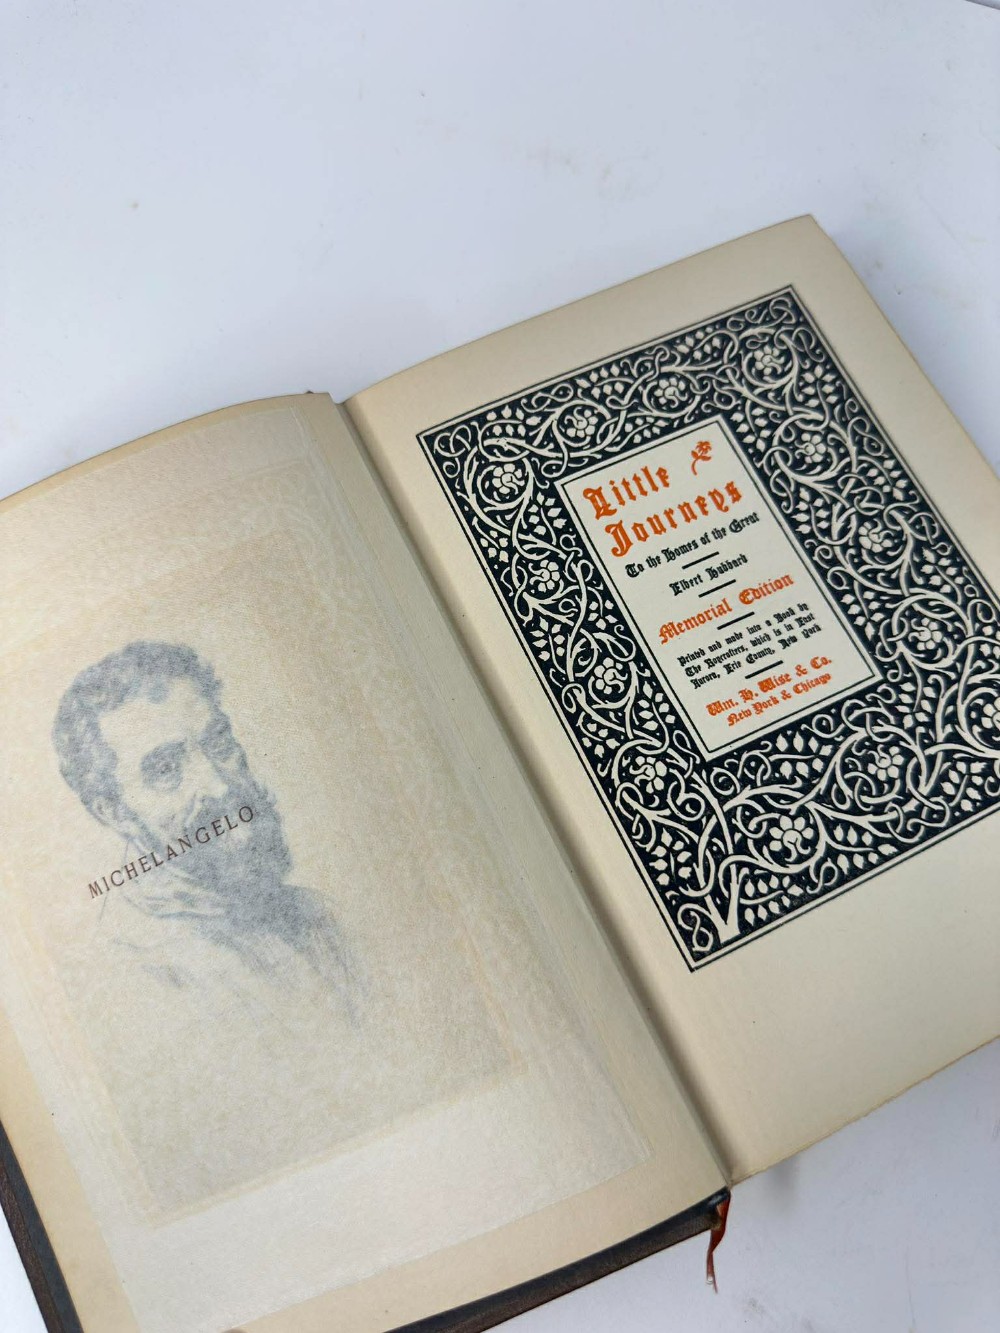 MICHELANGELO
Little
Journeys
To the Homes of the Great
Elbert Hubbard
Memorial Edition
Printed and made into a Book by
The Roycrofters, which is in East
Aurora, Erie County, New York
Wm. H. Wise & Co.
New York & Chicago